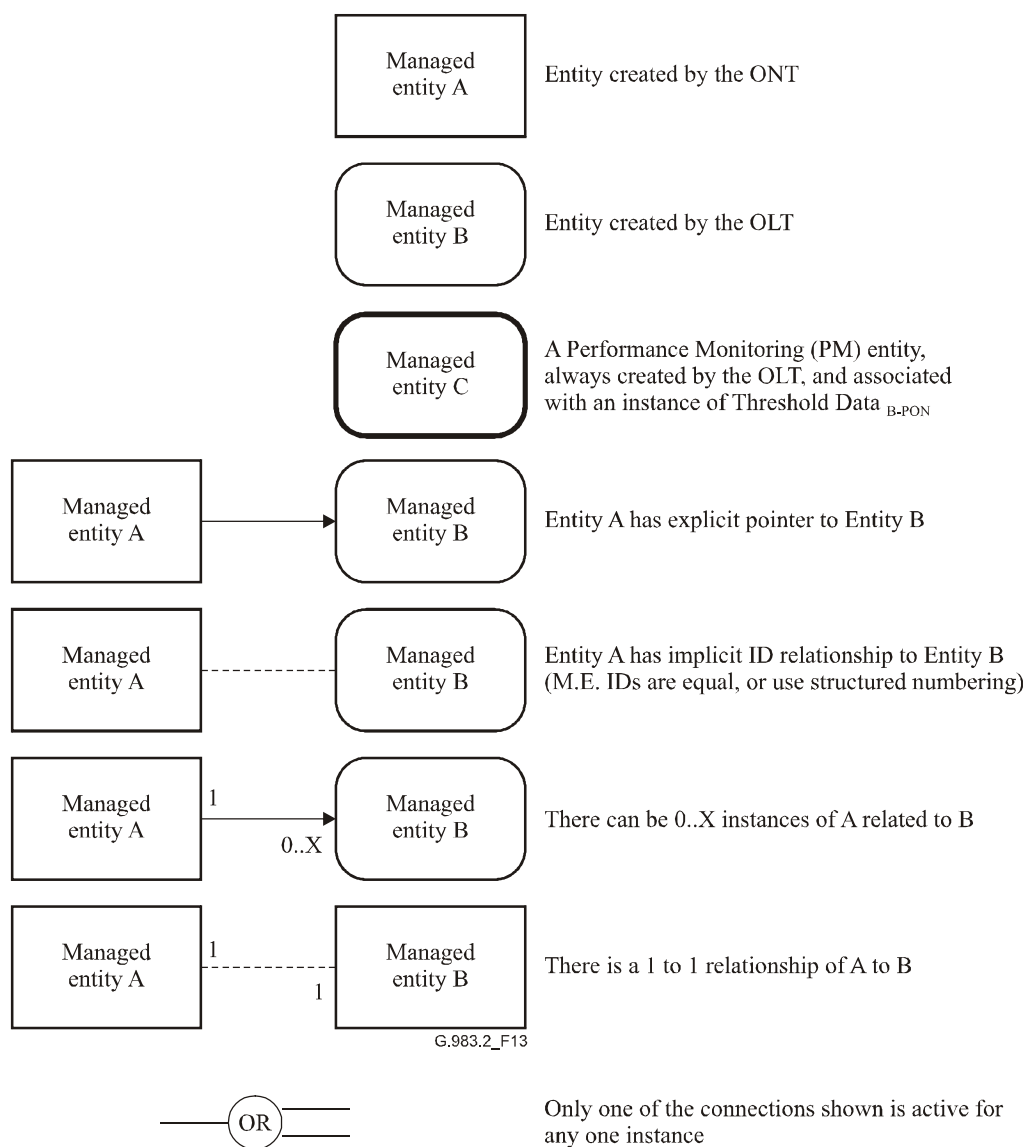 Managed
entity A
Entity created by the ONT
Managed
entity B
Entity created by the OLT
Managed
entity C
A Performance Monitoring (PM) entity,
always created by the OLT, and associated
with an instance of Threshold Data B-PON
Managed
entity A
Managed
entity B
Entity A has explicit pointer to Entity B
Managed
entity A
Managed
entity B
Entity A has implicit ID relationship to Entity B
(M.E. IDs are equal, or use structured numbering)
Managed
entity A
1
0..X
Managed
entity B
There can be 0..X instances of A related to B
Managed
entity A
1
1
Managed
entity B
There is a 1 to 1 relationship of A to B
G.983.2_F13
OR
Only one of the connections shown is active for
any one instance